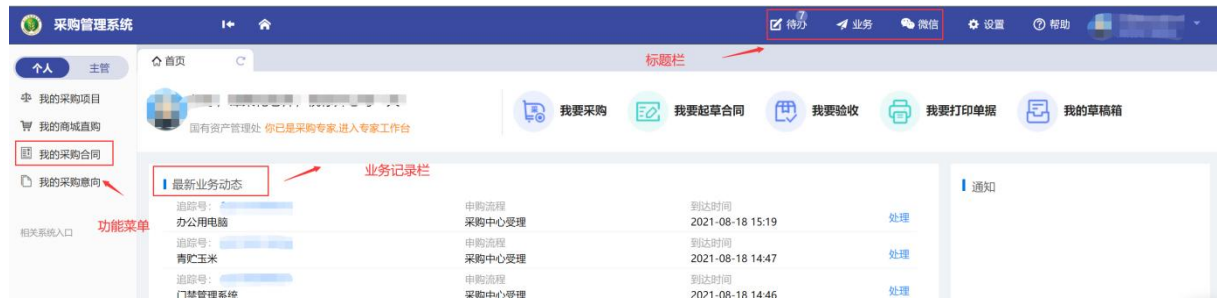 采购管理系统
待办 7 业务 微信 设置 帮助
个人 主管
首页
标题栏
我的采购项目
我的商城直购
我的采购合同
我的采购意向
功能菜单
相关系统入口
国有资产管理处 你已是采购专家,进入专家工作台
我要采购 我要起草合同 我要验收 我要打印单据 我的草稿箱
业务记录栏
最新业务动态
通知
追踪号： 申购流程 到达时间
办公用电脑 采购中心受理 2021-08-18 15:19 处理
追踪号： 申购流程 到达时间
青贮玉米 采购中心受理 2021-08-18 14:47 处理
追踪号： 申购流程 到达时间
门禁管理系统 采购中心受理 2021-08-18 14:46 处理